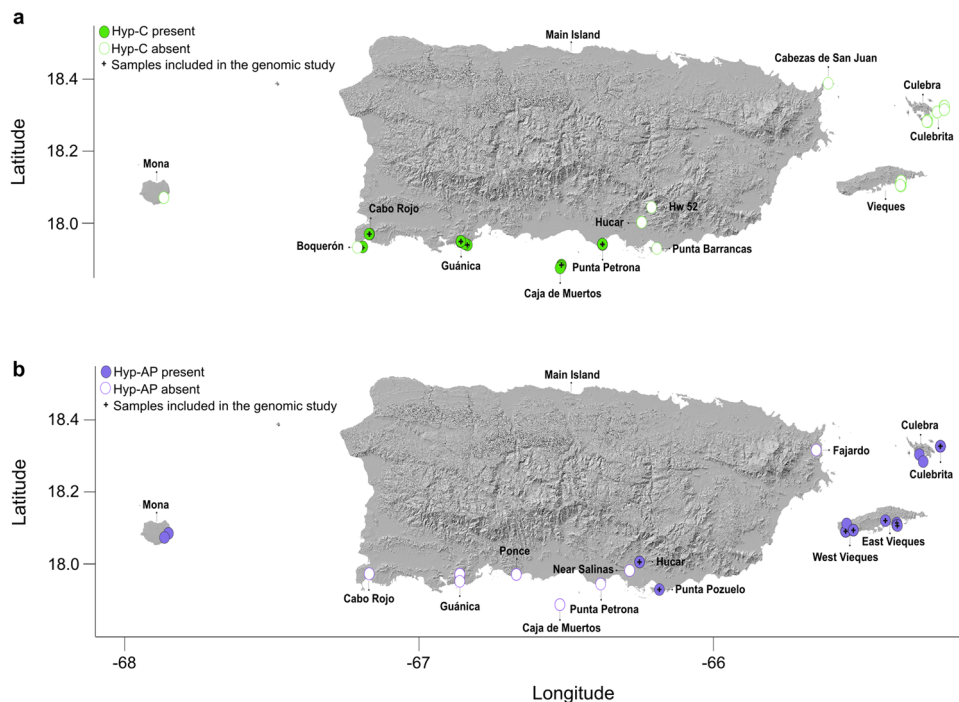 a
Hyp-C present
Hyp-C absent
+ Samples included in the genomic study
Main Island
Cabezas de San Juan
18.4
Culebra
Culebrita
18.2
Latitude
Mona
Vieques
Hw 52
Cabo Rojo
Hucar
18.0
Boquerón
Punta Barrancas
Guánica
Punta Petrona
Caja de Muertos
b
Hyp-AP present
Hyp-AP absent
+ Samples included in the genomic study
Main Island
18.4
Culebra
Fajardo
Culebrita
18.2
Latitude
Mona
East Vieques
West Vieques
Ponce
Near Salinas
Hucar
18.0
Punta Pozuelo
Cabo Rojo
Guánica
Punta Petrona
Caja de Muertos
-68
-67
-66
Longitude